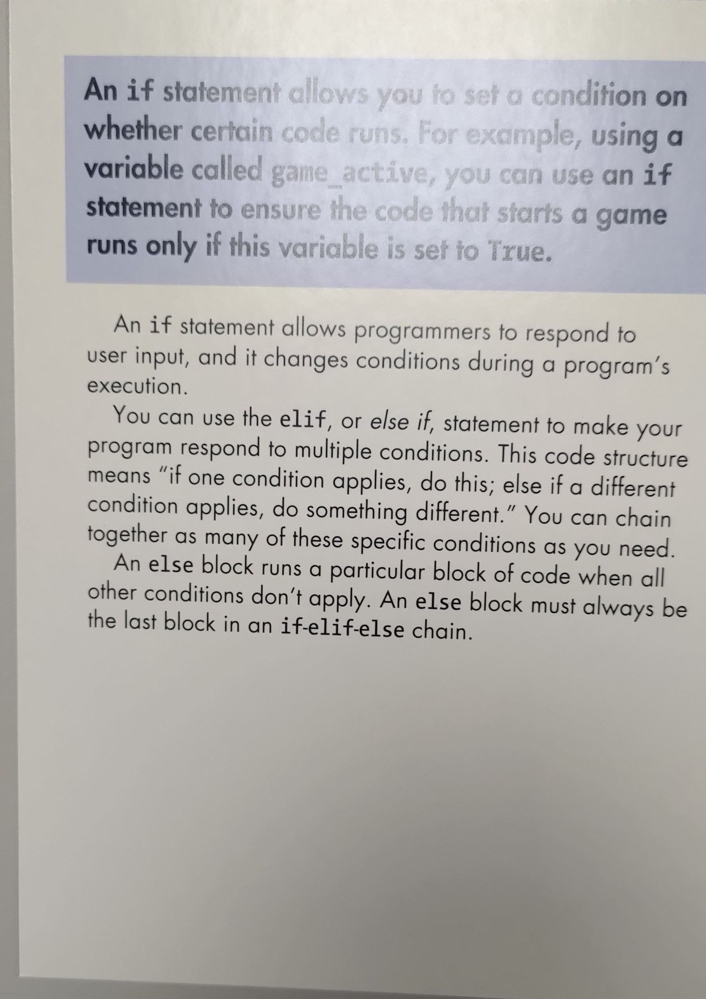 An if statement allows you to set a condition on
whether certain code runs. For example, using a
variable called game_active, you can use an if
statement to ensure the code that starts a game
runs only if this variable is set to True.
An if statement allows programmers to respond to
user input, and it changes conditions during a program’s
execution.
You can use the elif, or else if, statement to make your
program respond to multiple conditions. This code structure
means “if one condition applies, do this; else if a different
condition applies, do something different.” You can chain
together as many of these specific conditions as you need.
An else block runs a particular block of code when all
other conditions don’t apply. An else block must always be
the last block in an if-elif-else chain.